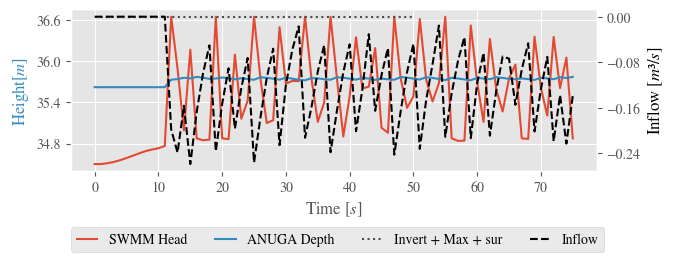 36.6
36.0
35.4
34.8
Height[m]
0.00
−0.08
−0.16
−0.24
Inflow [m³/s]
0 10 20 30 40 50 60 70
Time [s]
SWMM Head ANUGA Depth Invert + Max + sur Inflow